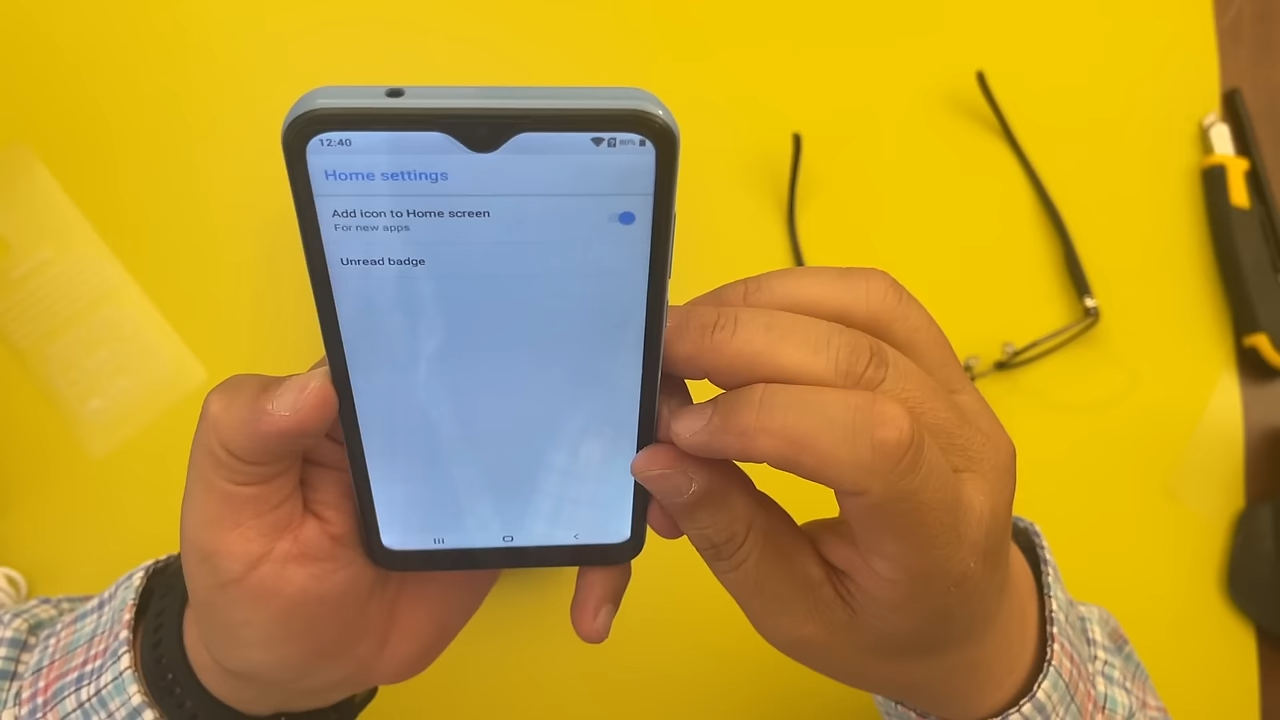 12:40
Home settings
Add icon to Home screen
For new apps
Unread badge